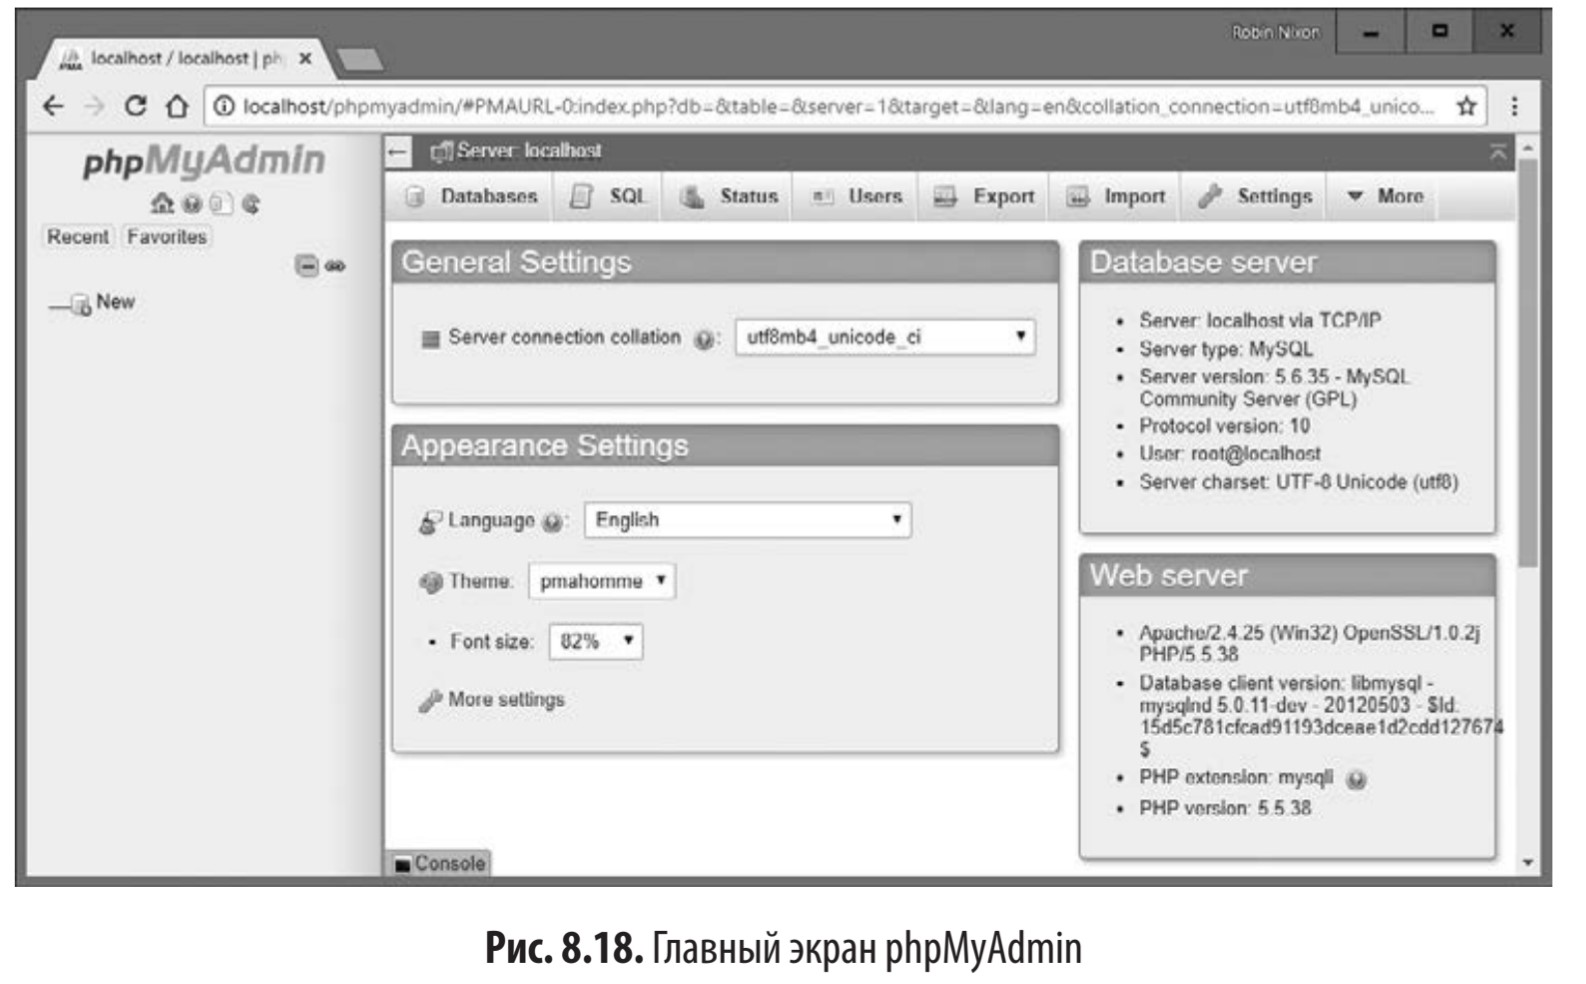 Robin Nixon
localhost / localhost | ph
localhost/phpmyadmin/#PMAURL-0:index.php?db=&table=&server=1&target=&lang=en&collation_connection=utf8mb4_unico...
phpMyAdmin
Recent Favorites
New
Server: localhost
Databases SQL Status Users Export Import Settings More
General Settings
Server connection collation : utf8mb4_unicode_ci
Appearance Settings
Language : English
Theme: pmahomme
• Font size: 82%
More settings
Console
Database server
• Server: localhost via TCP/IP
• Server type: MySQL
• Server version: 5.6.35 - MySQL
Community Server (GPL)
• Protocol version: 10
• User: root@localhost
• Server charset: UTF-8 Unicode (utf8)
Web server
• Apache/2.4.25 (Win32) OpenSSL/1.0.2j
PHP/5.5.38
• Database client version: libmysql -
mysqlnd 5.0.11-dev - 20120503 - $Id:
15d5c781cfcad91193dceae1d2cdd127674
$
• PHP extension: mysqli
• PHP version: 5.5.38
Рис. 8.18. Главный экран phpMyAdmin